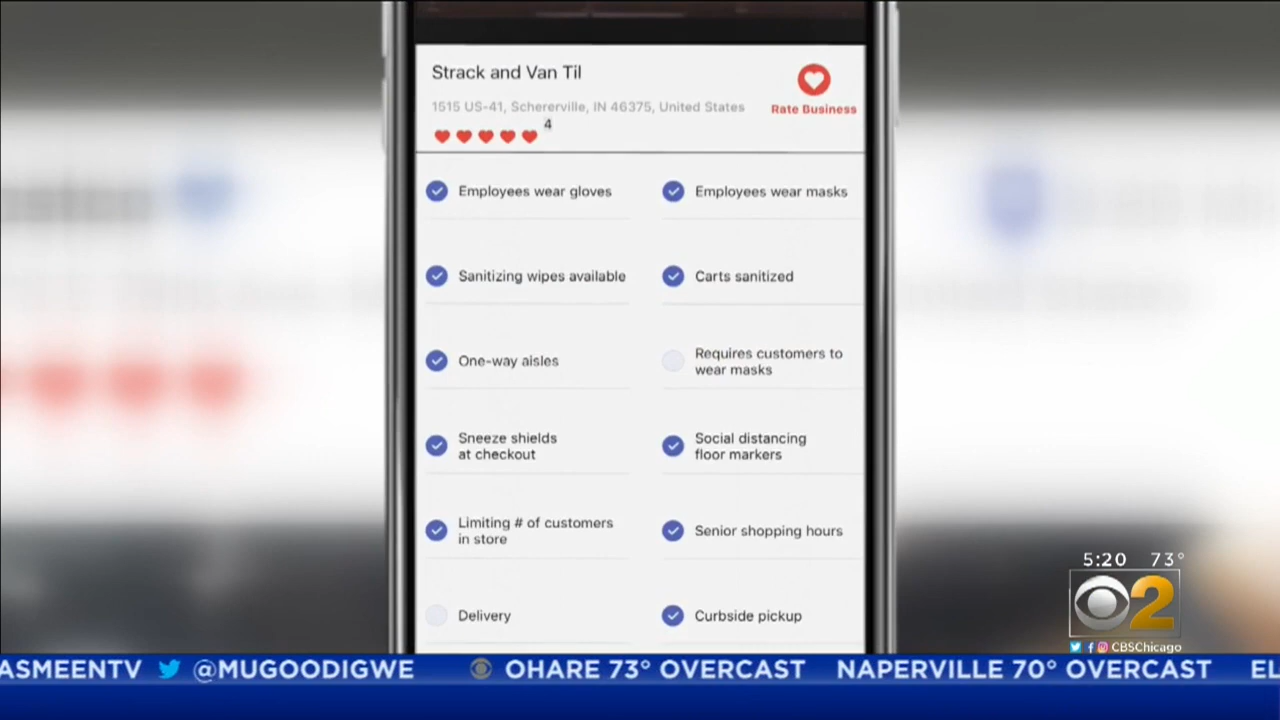 Strack and Van Til
1515 US-41, Schererville, IN 46375, United States
4
Rate Business
Employees wear gloves
Employees wear masks
Sanitizing wipes available
Carts sanitized
One-way aisles
Requires customers to
wear masks
Sneeze shields
at checkout
Social distancing
floor markers
Limiting # of customers
in store
Senior shopping hours
Delivery
Curbside pickup
5:20 73°
2
CBSChicago
ASMEENTV @MUGOODIGWE OHARE 73° OVERCAST NAPERVILLE 70° OVERCAST EL